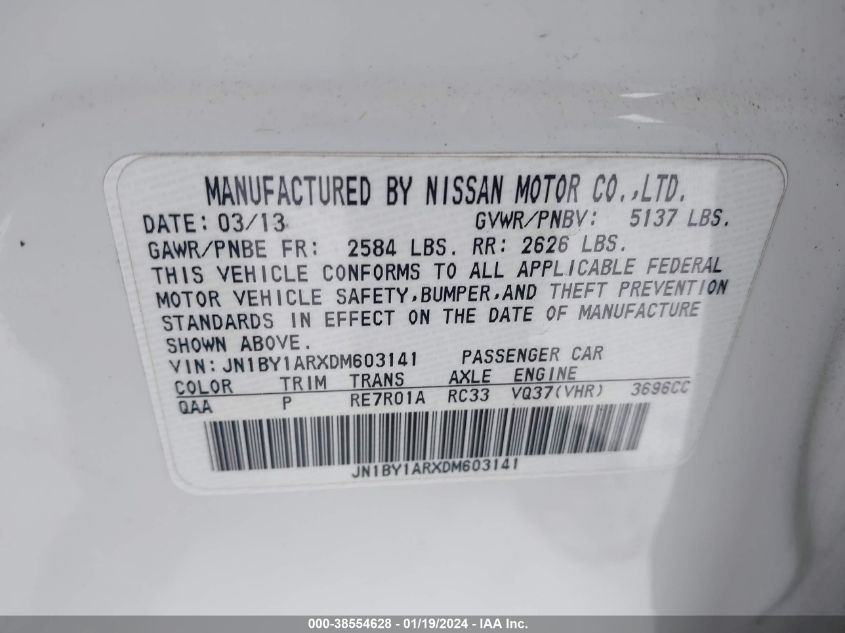 MANUFACTURED BY NISSAN MOTOR CO.,LTD.
DATE: 03/13 GVWR/PNBV: 5137 LBS.
GAWR/PNBE FR: 2584 LBS. RR: 2626 LBS.
THIS VEHICLE CONFORMS TO ALL APPLICABLE FEDERAL
MOTOR VEHICLE SAFETY,BUMPER,AND THEFT PREVENTION
STANDARDS IN EFFECT ON THE DATE OF MANUFACTURE
SHOWN ABOVE.
VIN: JN1BY1ARXDM603141 PASSENGER CAR
COLOR TRIM TRANS AXLE ENGINE
QAA P RE7R01A RC33 VQ37(VHR) 3696CC
JN1BY1ARXDM603141
000-38554628 - 01/19/2024 - IAA Inc.